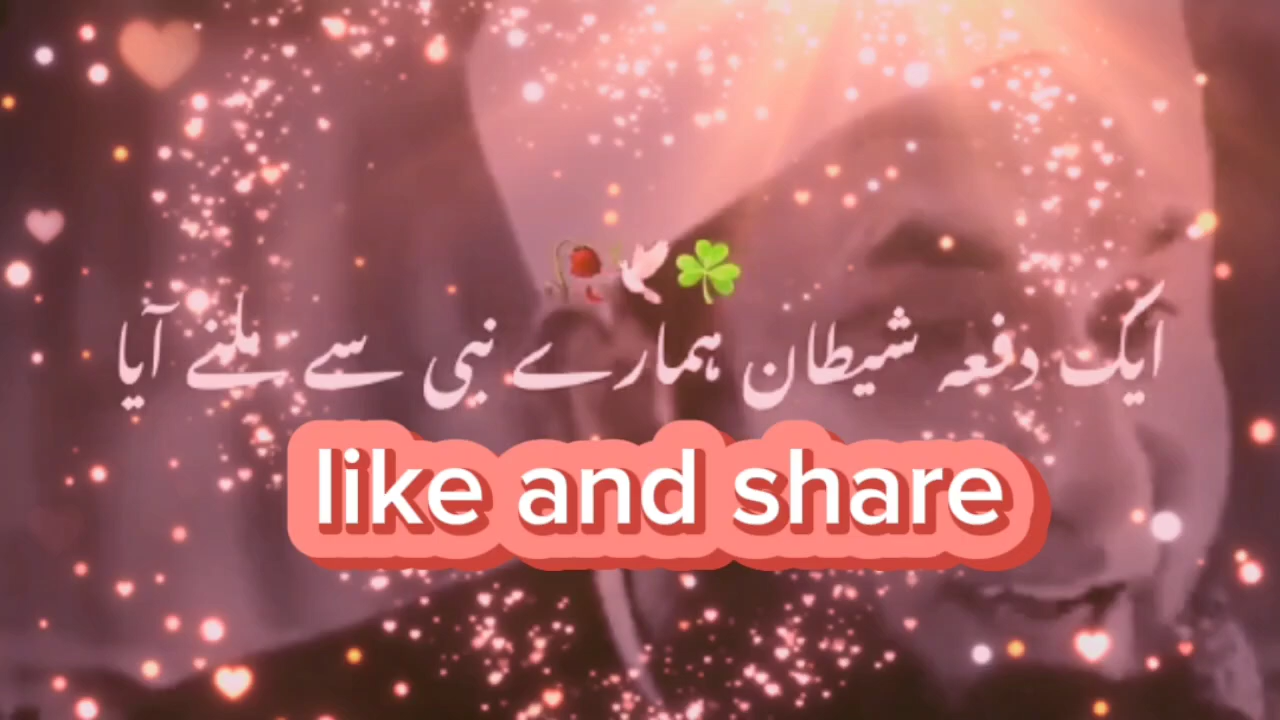 ایک دفعہ شیطان ہمارے نبی سے ملنے آیا
like and share